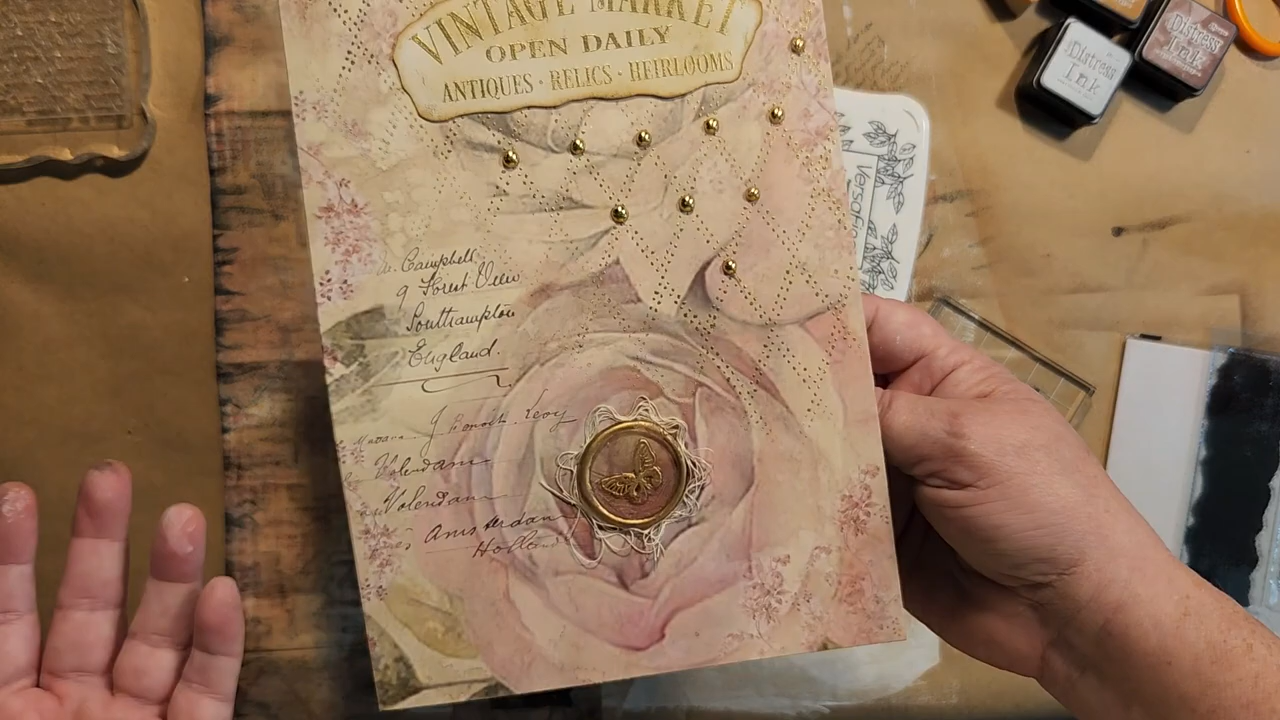 VINTAGE MARKET
OPEN DAILY
ANTIQUES · RELICS · HEIRLOOMS
Campbell
9 Forest View
Southampton
England.
Levy
Volendam
Volendam
Amsterdam
Holland
Distress
Ink
Distress
Ink